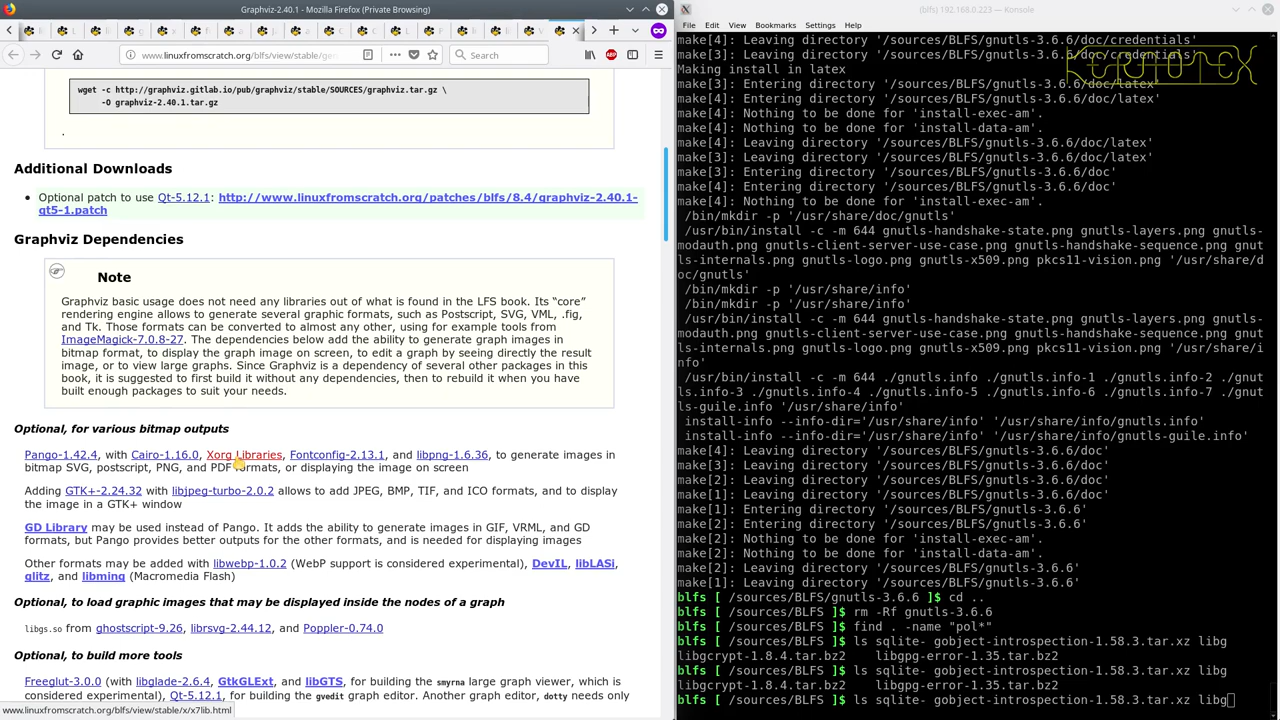 Graphviz-2.40.1 - Mozilla Firefox (Private Browsing)
www.linuxfromscratch.org/blfs/view/stable/ge
Search
wget -c http://graphviz.gitlab.io/pub/graphviz/stable/SOURCES/graphviz.tar.gz \
-O graphviz-2.40.1.tar.gz
.
Additional Downloads
• Optional patch to use Qt-5.12.1: http://www.linuxfromscratch.org/patches/blfs/8.4/graphviz-2.40.1-
qt5-1.patch
Graphviz Dependencies
Note
Graphviz basic usage does not need any libraries out of what is found in the LFS book. Its “core”
rendering engine allows to generate several graphic formats, such as Postscript, SVG, VML, .fig,
and Tk. Those formats can be converted to almost any other, using for example tools from
ImageMagick-7.0.8-27. The dependencies below add the ability to generate graph images in
bitmap format, to display the graph image on screen, to edit a graph by seeing directly the result
image, or to view large graphs. Since Graphviz is a dependency of several other packages in this
book, it is suggested to first build it without any dependencies, then to rebuild it when you have
built enough packages to suit your needs.
Optional, for various bitmap outputs
Pango-1.42.4, with Cairo-1.16.0, Xorg Libraries, Fontconfig-2.13.1, and libpng-1.6.36, to generate images in
bitmap SVG, postscript, PNG, and PDF formats, or displaying the image on screen
Adding GTK+-2.24.32 with libjpeg-turbo-2.0.2 allows to add JPEG, BMP, TIF, and ICO formats, and to display
the image in a GTK+ window
GD Library may be used instead of Pango. It adds the ability to generate images in GIF, VRML, and GD
formats, but Pango provides better outputs for the other formats, and is needed for displaying images
Other formats may be added with libwebp-1.0.2 (WebP support is considered experimental), DevIL, libLASi,
glitz, and libming (Macromedia Flash)
Optional, to load graphic images that may be displayed inside the nodes of a graph
libgs.so from ghostscript-9.26, librsvg-2.44.12, and Poppler-0.74.0
Optional, to build more tools
Freeglut-3.0.0 (with libglade-2.6.4, GtkGLExt, and libGTS, for building the smyrna large graph viewer, which is
considered experimental), Qt-5.12.1, for building the gvedit graph editor. Another graph editor, dotty needs only
www.linuxfromscratch.org/blfs/view/stable/x/x7lib.html
(blfs) 192.168.0.223 — Konsole
File Edit View Bookmarks Settings Help
make[4]: Leaving directory '/sources/BLFS/gnutls-3.6.6/doc/credentials'
make[3]: Leaving directory '/sources/BLFS/gnutls-3.6.6/doc/credentials'
Making install in latex
make[3]: Entering directory '/sources/BLFS/gnutls-3.6.6/doc/latex'
make[4]: Entering directory '/sources/BLFS/gnutls-3.6.6/doc/latex'
make[4]: Nothing to be done for 'install-exec-am'.
make[4]: Nothing to be done for 'install-data-am'.
make[4]: Leaving directory '/sources/BLFS/gnutls-3.6.6/doc/latex'
make[3]: Leaving directory '/sources/BLFS/gnutls-3.6.6/doc/latex'
make[3]: Entering directory '/sources/BLFS/gnutls-3.6.6/doc'
make[4]: Entering directory '/sources/BLFS/gnutls-3.6.6/doc'
make[4]: Nothing to be done for 'install-exec-am'.
/bin/mkdir -p '/usr/share/doc/gnutls'
/usr/bin/install -c -m 644 gnutls-handshake-state.png gnutls-layers.png gnutls-
modauth.png gnutls-client-server-use-case.png gnutls-handshake-sequence.png gnut
ls-internals.png gnutls-logo.png gnutls-x509.png pkcs11-vision.png '/usr/share/d
oc/gnutls'
/bin/mkdir -p '/usr/share/info'
/bin/mkdir -p '/usr/share/info'
/usr/bin/install -c -m 644 gnutls-handshake-state.png gnutls-layers.png gnutls-
modauth.png gnutls-client-server-use-case.png gnutls-handshake-sequence.png gnut
ls-internals.png gnutls-logo.png gnutls-x509.png pkcs11-vision.png '/usr/share/i
nfo'
/usr/bin/install -c -m 644 ./gnutls.info ./gnutls.info-1 ./gnutls.info-2 ./gnut
ls.info-3 ./gnutls.info-4 ./gnutls.info-5 ./gnutls.info-6 ./gnutls.info-7 ./gnut
ls-guile.info '/usr/share/info'
install-info --info-dir='/usr/share/info' '/usr/share/info/gnutls.info'
install-info --info-dir='/usr/share/info' '/usr/share/info/gnutls-guile.info'
make[4]: Leaving directory '/sources/BLFS/gnutls-3.6.6/doc'
make[3]: Leaving directory '/sources/BLFS/gnutls-3.6.6/doc'
make[2]: Leaving directory '/sources/BLFS/gnutls-3.6.6/doc'
make[1]: Leaving directory '/sources/BLFS/gnutls-3.6.6/doc'
make[1]: Entering directory '/sources/BLFS/gnutls-3.6.6'
make[2]: Entering directory '/sources/BLFS/gnutls-3.6.6'
make[2]: Nothing to be done for 'install-exec-am'.
make[2]: Nothing to be done for 'install-data-am'.
make[2]: Leaving directory '/sources/BLFS/gnutls-3.6.6'
make[1]: Leaving directory '/sources/BLFS/gnutls-3.6.6'
blfs [ /sources/BLFS/gnutls-3.6.6 ]$ cd ..
blfs [ /sources/BLFS ]$ rm -Rf gnutls-3.6.6
blfs [ /sources/BLFS ]$ find . -name "pol*"
blfs [ /sources/BLFS ]$ ls sqlite- gobject-introspection-1.58.3.tar.xz libg
libgcrypt-1.8.4.tar.bz2 libgpg-error-1.35.tar.bz2
blfs [ /sources/BLFS ]$ ls sqlite- gobject-introspection-1.58.3.tar.xz libg
libgcrypt-1.8.4.tar.bz2 libgpg-error-1.35.tar.bz2
blfs [ /sources/BLFS ]$ ls sqlite- gobject-introspection-1.58.3.tar.xz libg